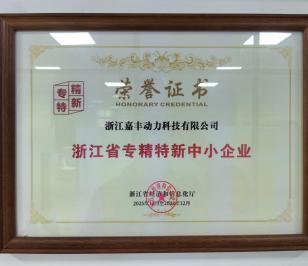 专精
特新
荣誉证书
HONORARY CREDENTIAL
浙江嘉丰动力科技有限公司
浙江省专精特新中小企业
浙江省经济和信息化厅